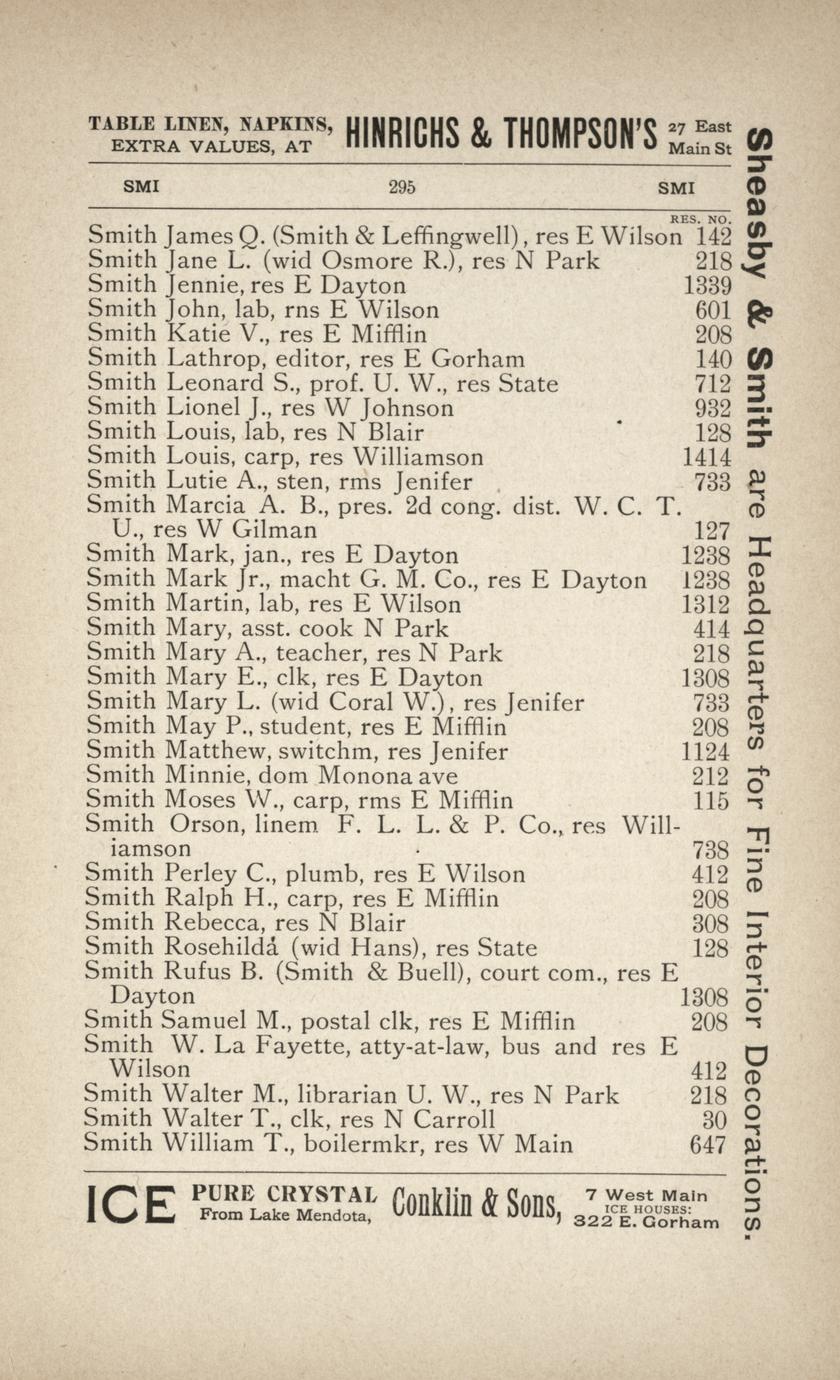 TABLE LINEN, NAPKINS, EXTRA VALUES, AT HINRICHS & THOMPSON'S 27 East Main St
SMI 295 SMI
RES. NO.
Smith James Q. (Smith & Leffingwell), res E Wilson 142
Smith Jane L. (wid Osmore R.), res N Park 218
Smith Jennie, res E Dayton 1339
Smith John, lab, rns E Wilson 601
Smith Katie V., res E Mifflin 208
Smith Lathrop, editor, res E Gorham 140
Smith Leonard S., prof. U. W., res State 712
Smith Lionel J., res W Johnson 932
Smith Louis, lab, res N Blair 128
Smith Louis, carp, res Williamson 1414
Smith Lutie A., sten, rms Jenifer 733
Smith Marcia A. B., pres. 2d cong. dist. W. C. T.
U., res W Gilman 127
Smith Mark, jan., res E Dayton 1238
Smith Mark Jr., macht G. M. Co., res E Dayton 1238
Smith Martin, lab, res E Wilson 1312
Smith Mary, asst. cook N Park 414
Smith Mary A., teacher, res N Park 218
Smith Mary E., clk, res E Dayton 1308
Smith Mary L. (wid Coral W.), res Jenifer 733
Smith May P., student, res E Mifflin 208
Smith Matthew, switchm, res Jenifer 1124
Smith Minnie, dom Monona ave 212
Smith Moses W., carp, rms E Mifflin 115
Smith Orson, linem F. L. L. & P. Co., res Will-
iamson 738
Smith Perley C., plumb, res E Wilson 412
Smith Ralph H., carp, res E Mifflin 208
Smith Rebecca, res N Blair 308
Smith Rosehilda (wid Hans), res State 128
Smith Rufus B. (Smith & Buell), court com., res E
Dayton 1308
Smith Samuel M., postal clk, res E Mifflin 208
Smith W. La Fayette, atty-at-law, bus and res E
Wilson 412
Smith Walter M., librarian U. W., res N Park 218
Smith Walter T., clk, res N Carroll 30
Smith William T., boilermkr, res W Main 647
ICE PURE CRYSTAL From Lake Mendota, Conklin & Sons, 7 West Main ICE HOUSES: 322 E. Gorham
Sheasby & Smith are Headquarters for Fine Interior Decorations.